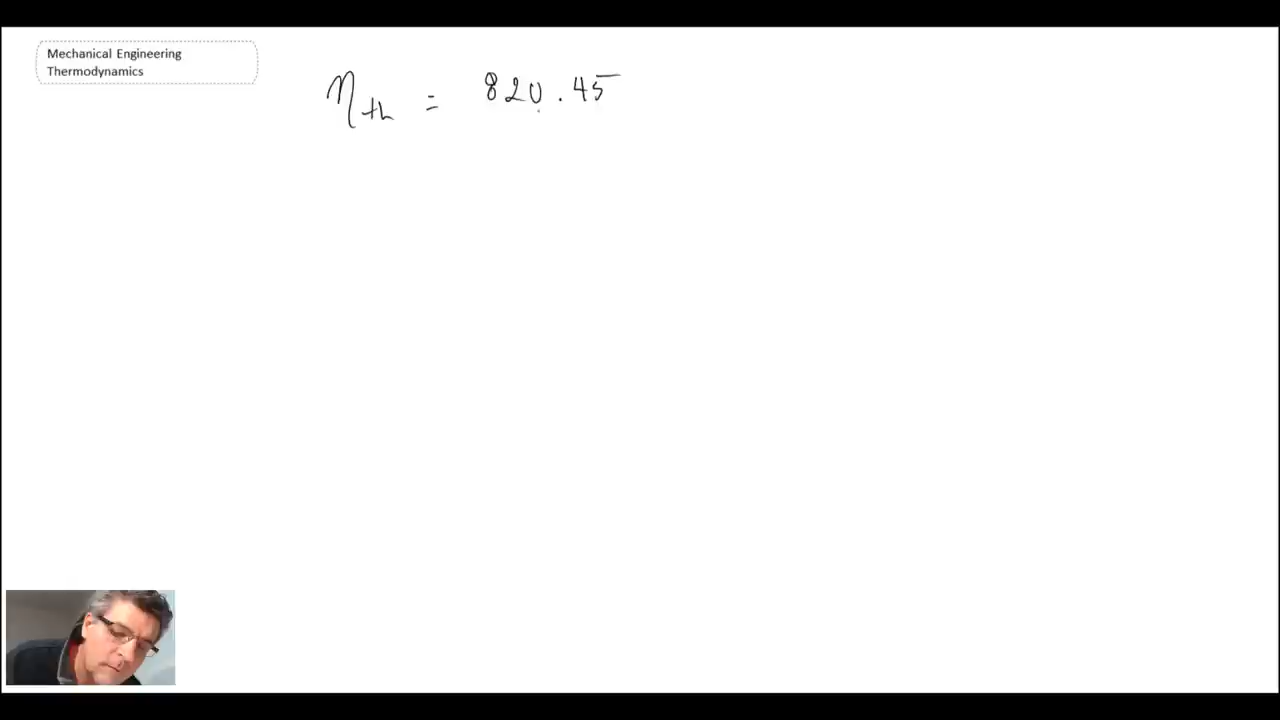 Mechanical Engineering
Thermodynamics
η_th = 820.45